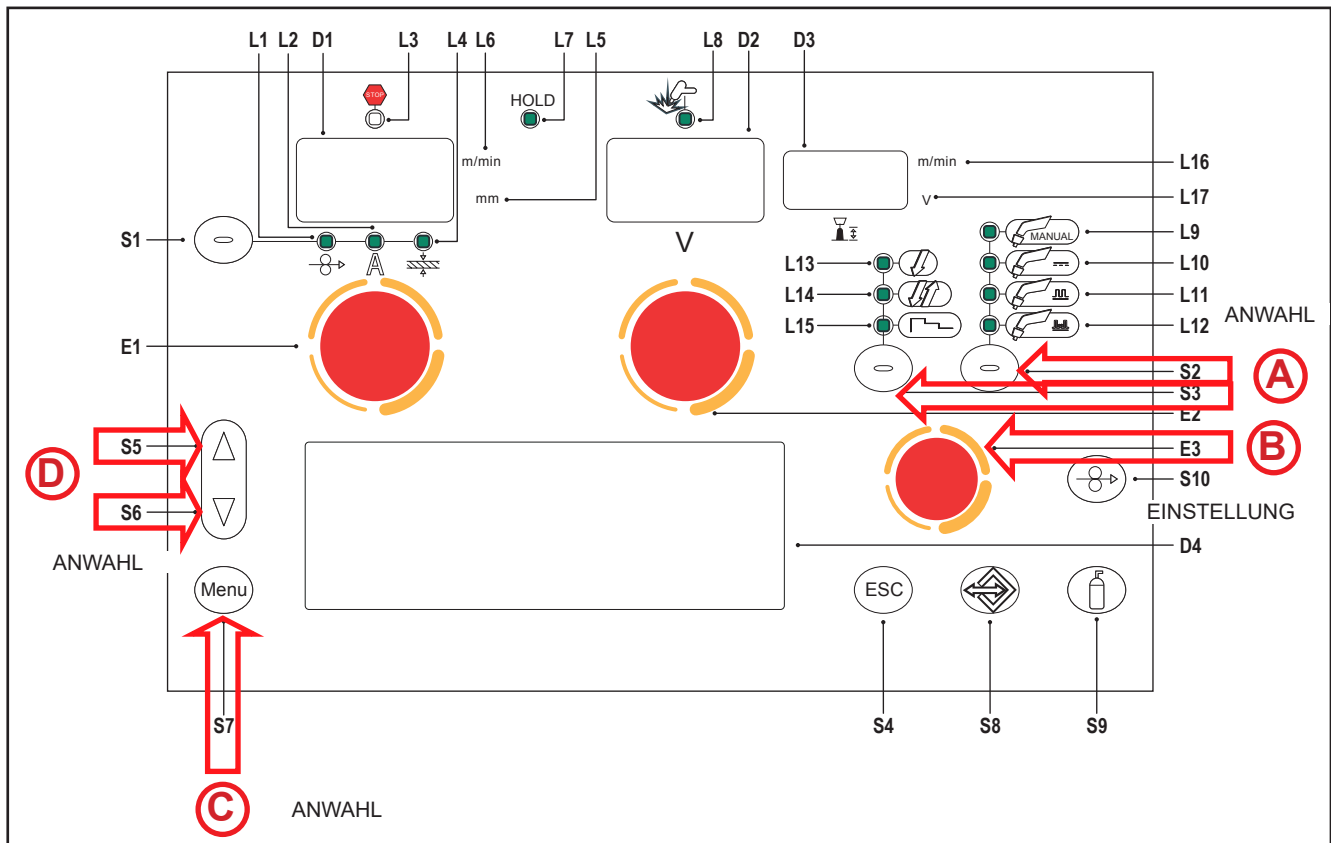 L1 L2 D1 L3 L4 L6 L7 L5 L8 D2 D3
STOP
HOLD
m/min
m/min L16
mm
V L17
S1
V
MANUAL L9
A
L13
L10
L14
L11
L15
L12
ANWAHL
E1
S2 A
S3
E2
S5
E3 B
D
S10
S6
EINSTELLUNG
D4
ANWAHL
Menu
ESC
S7
S4 S8 S9
C ANWAHL